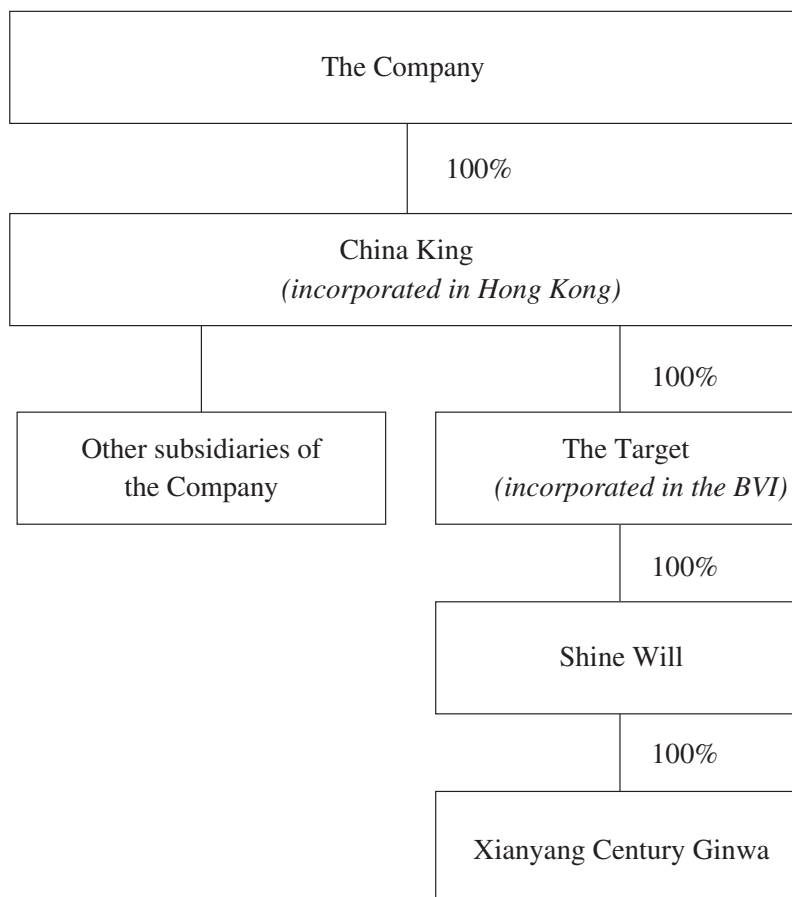 The Company
100%
China King
(incorporated in Hong Kong)
100%
Other subsidiaries of
the Company
The Target
(incorporated in the BVI)
100%
Shine Will
100%
Xianyang Century Ginwa